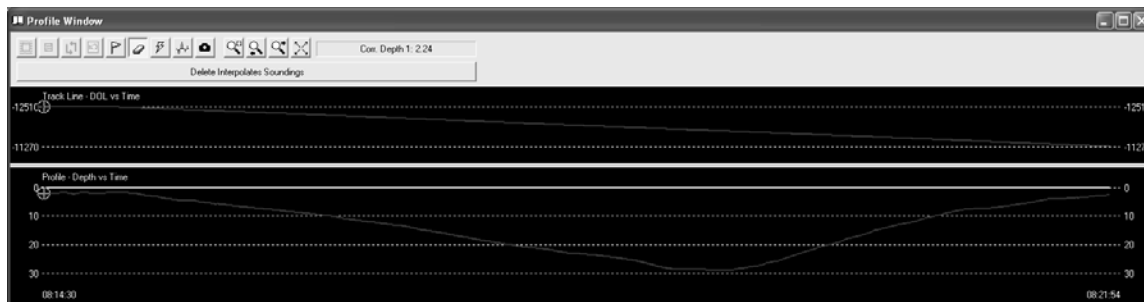 Profile Window
Corr. Depth 1: 2.24
Delete Interpolates Soundings
Track Line - DOL vs Time
-12510 -1251
-11270 -1127
Profile - Depth vs Time
0 0
10 10
20 20
30 30
08:14:30 08:21:54